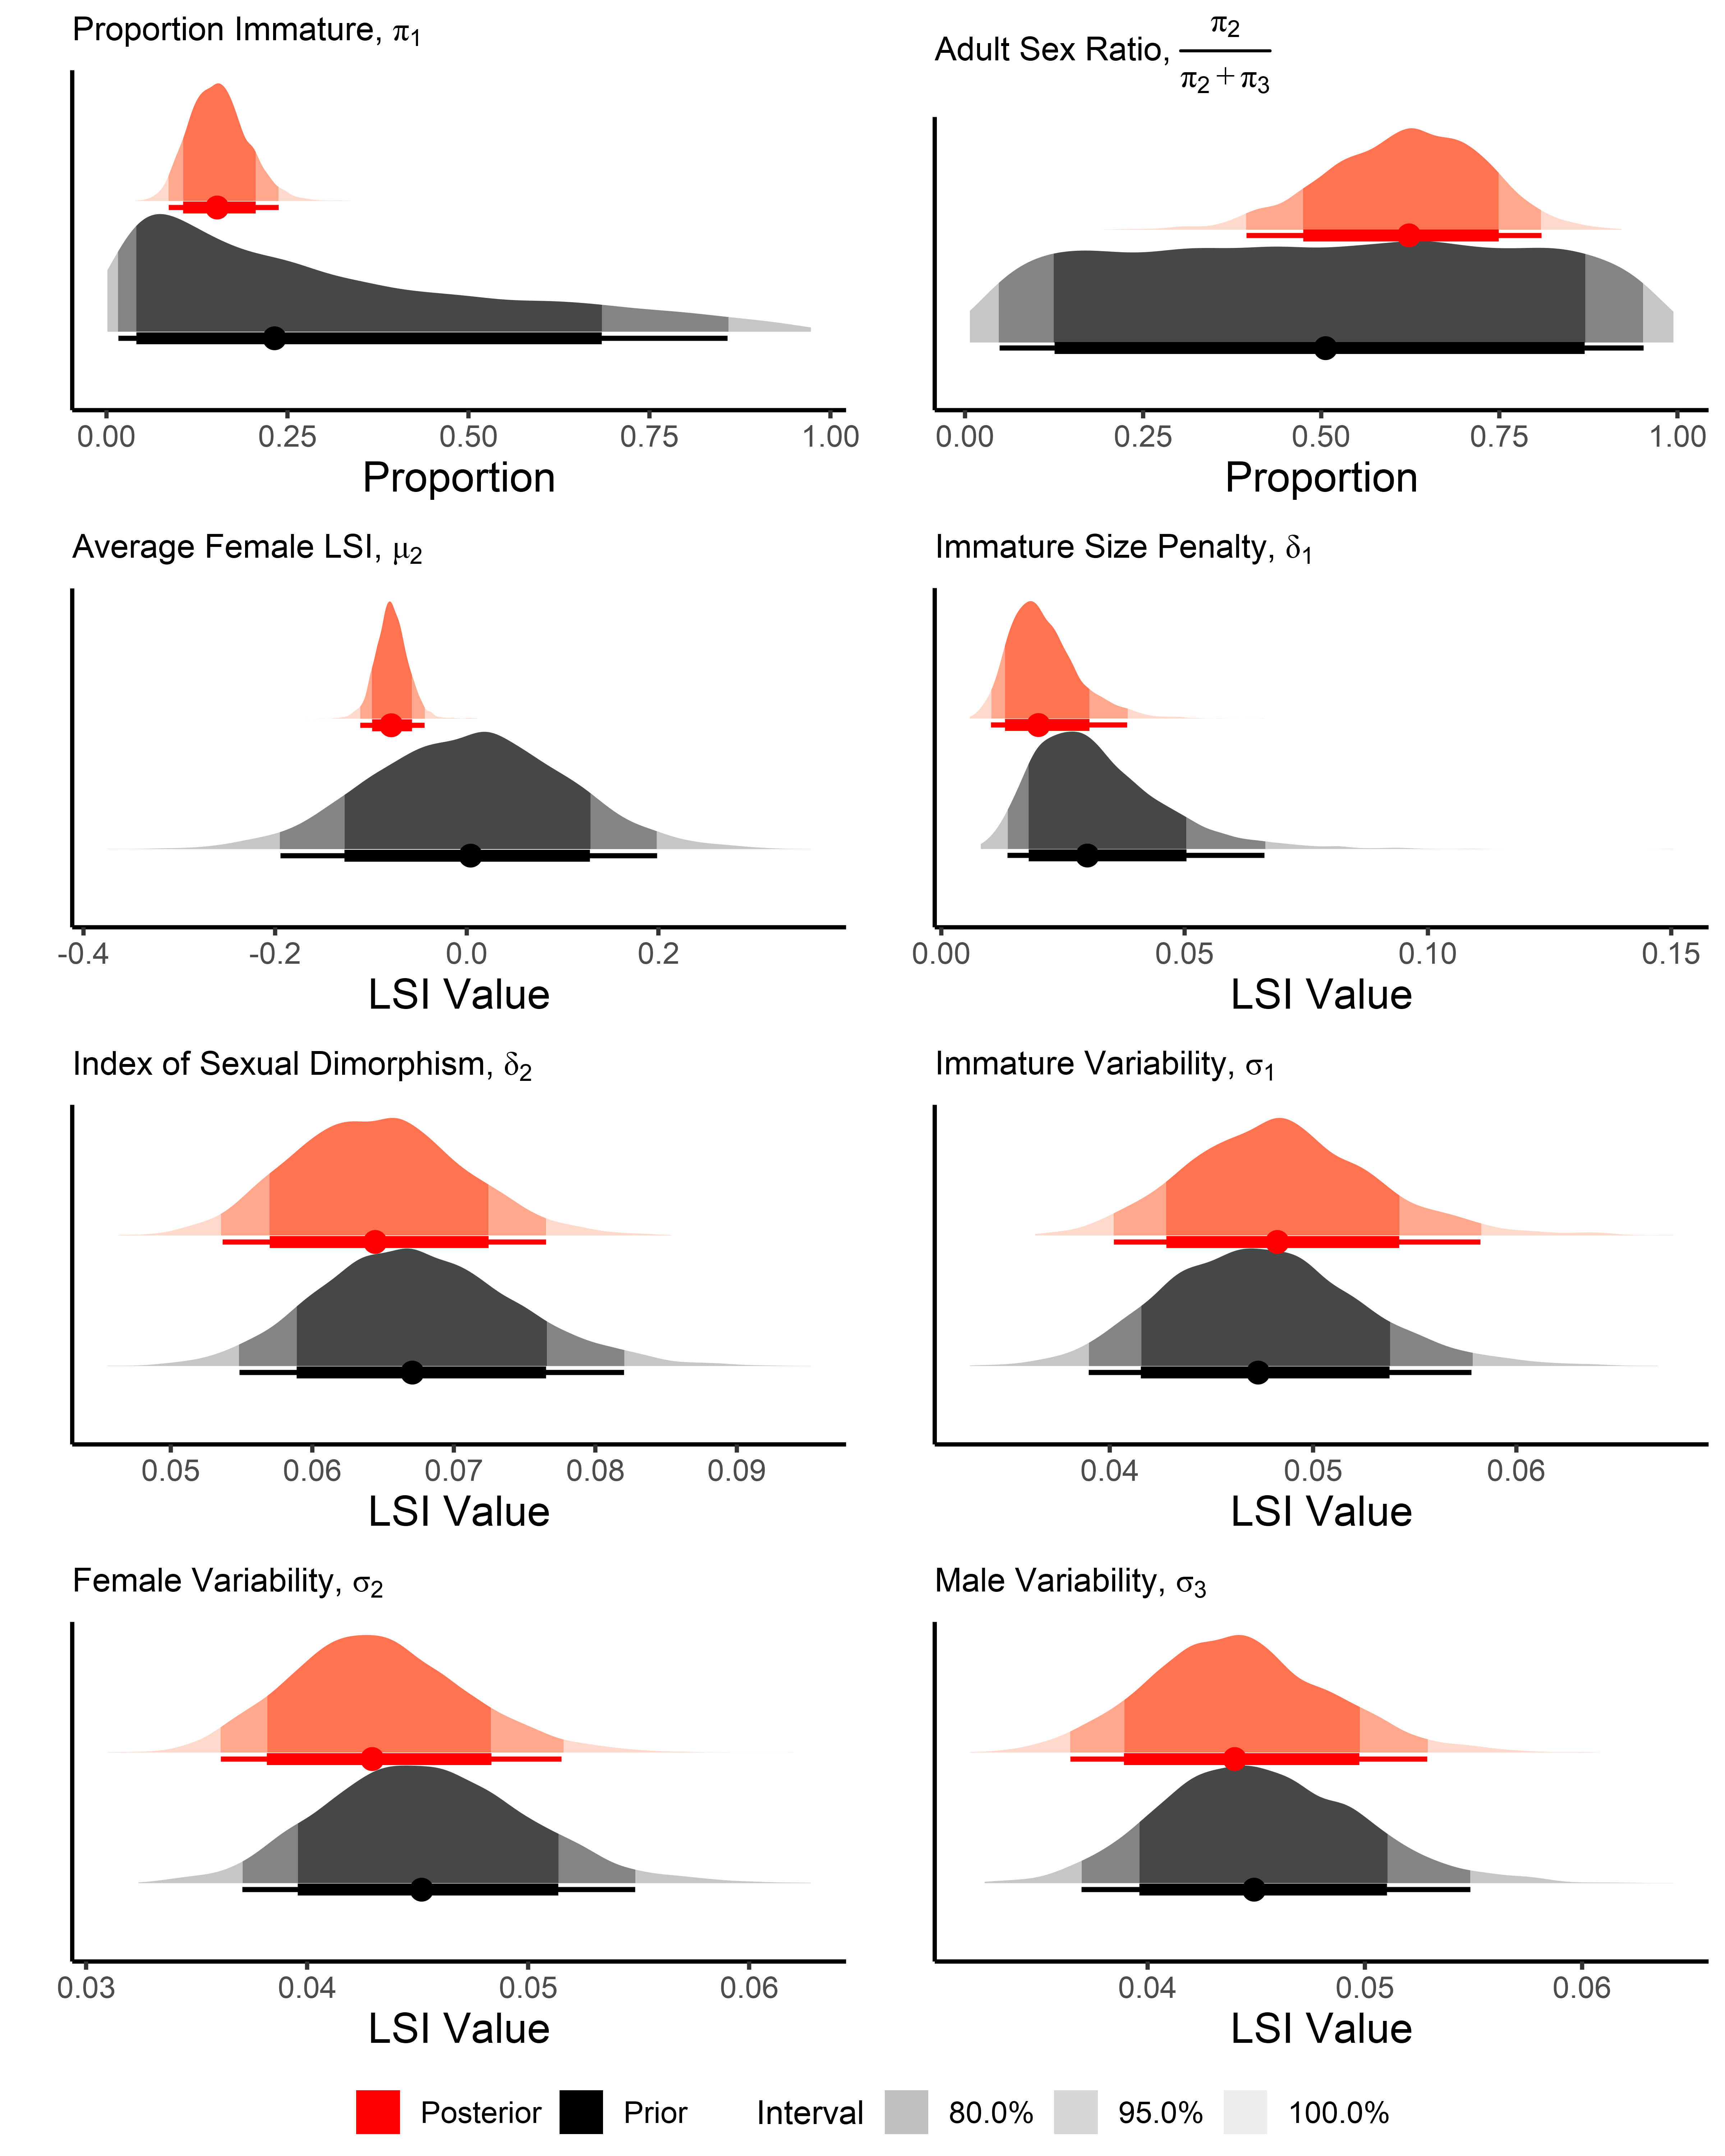 Proportion Immature, π₁
0.00 0.25 0.50 0.75 1.00
Proportion
Adult Sex Ratio, π₂
π₂ + π₃
0.00 0.25 0.50 0.75 1.00
Proportion
Average Female LSI, μ₂
-0.4 -0.2 0.0 0.2
LSI Value
Immature Size Penalty, δ₁
0.00 0.05 0.10 0.15
LSI Value
Index of Sexual Dimorphism, δ₂
0.05 0.06 0.07 0.08 0.09
LSI Value
Immature Variability, σ₁
0.04 0.05 0.06
LSI Value
Female Variability, σ₂
0.03 0.04 0.05 0.06
LSI Value
Male Variability, σ₃
0.04 0.05 0.06
LSI Value
Posterior Prior Interval 80.0% 95.0% 100.0%